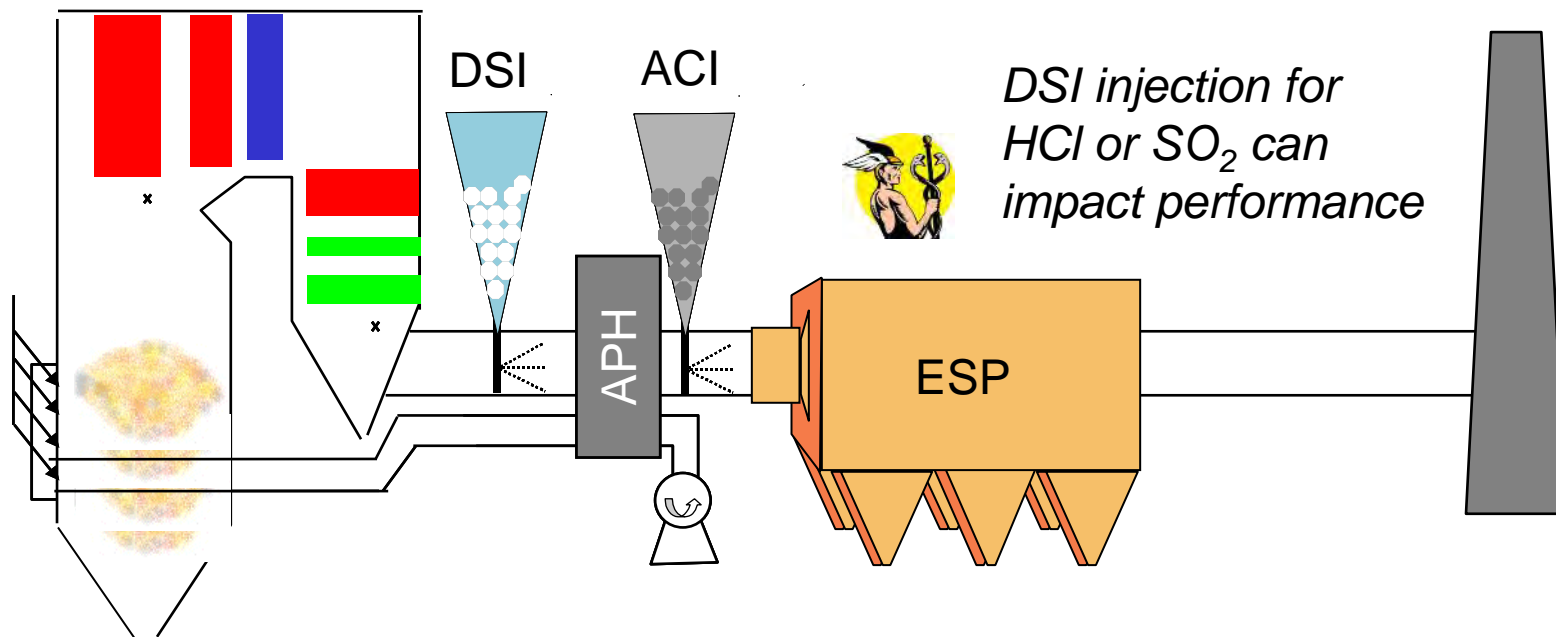 DSI
ACI
DSI injection for
HCl or SO₂ can
impact performance
APH
ESP